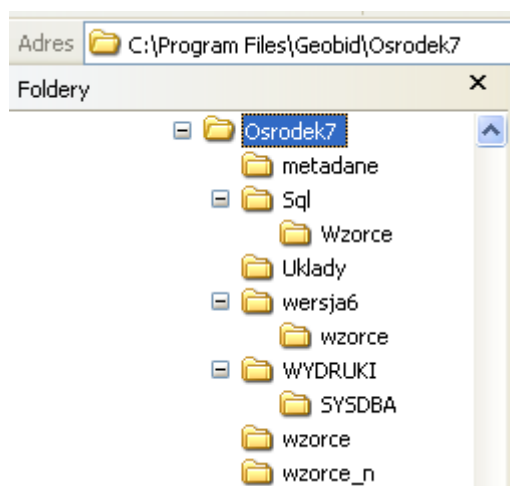 Adres C:\Program Files\Geobid\Osrodek7
Foldery
Osrodek7
metadane
Sql
Wzorce
Uklady
wersja6
wzorce
WYDRUKI
SYSDBA
wzorce
wzorce_n